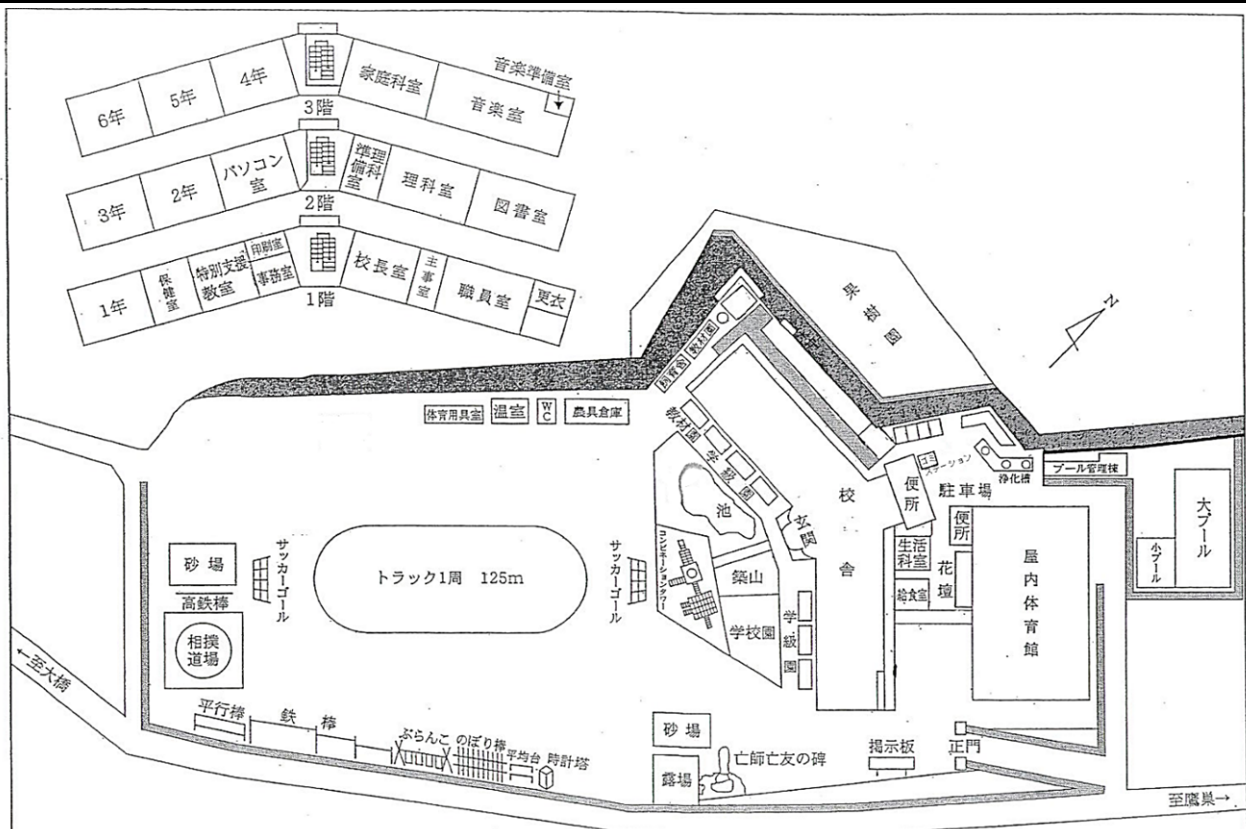 音楽準備室
6年
5年
4年
家庭科室
音楽室
3階
3年
2年
パソコン室
理科準備室
理科室
図書室
2階
1年
保健室
特別支援教室
印刷室
事務室
校長室
主事室
職員室
更衣
1階
N
果樹園
教材園
飼育舎
体育用具室
温室
WC
農具倉庫
教材園
学級園
池
玄関
校舎
便所
ゴミステーション
浄化槽
駐車場
プール管理棟
大プール
小プール
便所
生活科室
花壇
給食室
屋内体育館
砂場
サッカーゴール
トラック1周 125m
サッカーゴール
コンビネーションタワー
築山
学校園
学級園
高鉄棒
相撲道場
←至大橋
平行棒
鉄棒
ぶらんこ
のぼり棒
平均台
時計塔
砂場
露場
亡師亡友の碑
掲示板
正門
至鷹巣→